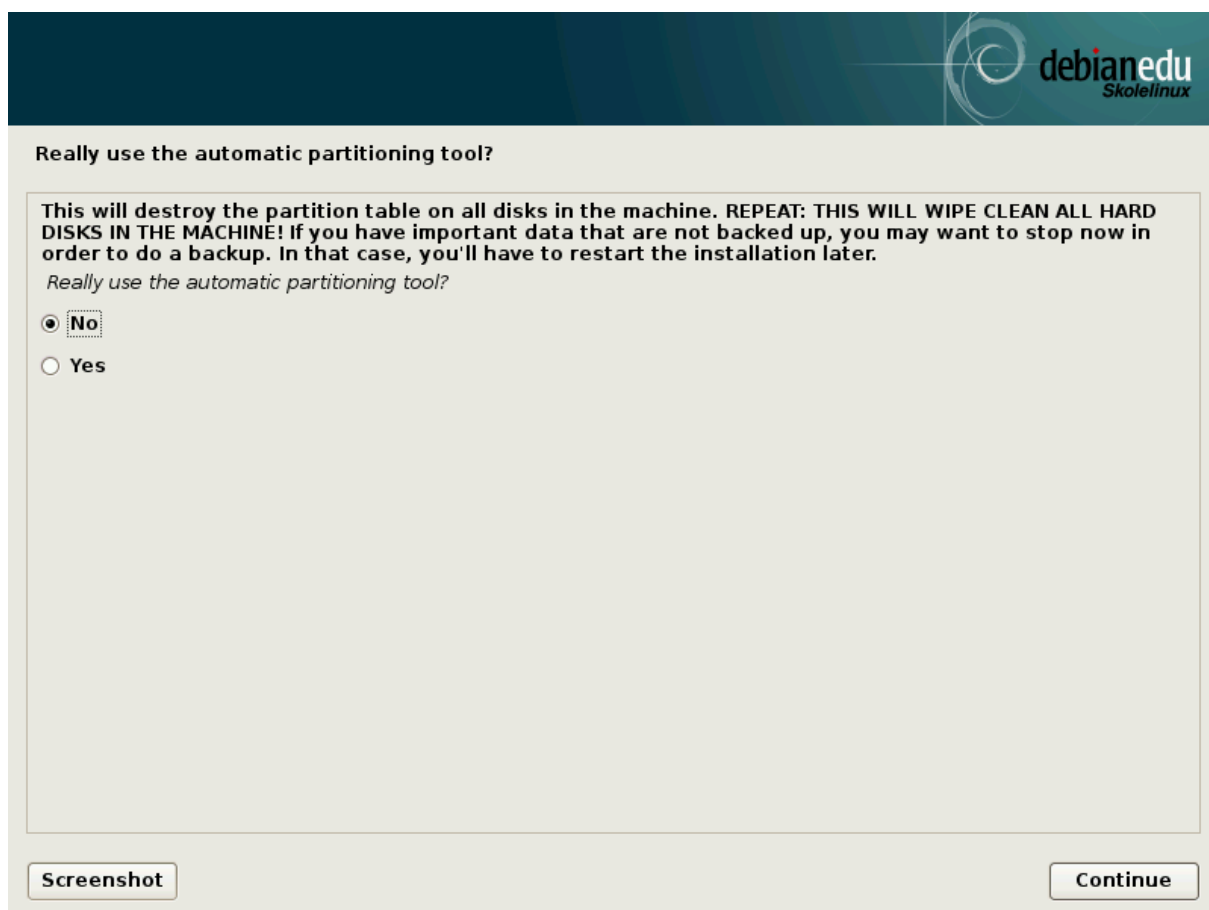 debianedu
Skolelinux
Really use the automatic partitioning tool?
This will destroy the partition table on all disks in the machine. REPEAT: THIS WILL WIPE CLEAN ALL HARD
DISKS IN THE MACHINE! If you have important data that are not backed up, you may want to stop now in
order to do a backup. In that case, you'll have to restart the installation later.
Really use the automatic partitioning tool?
No
Yes
Screenshot
Continue